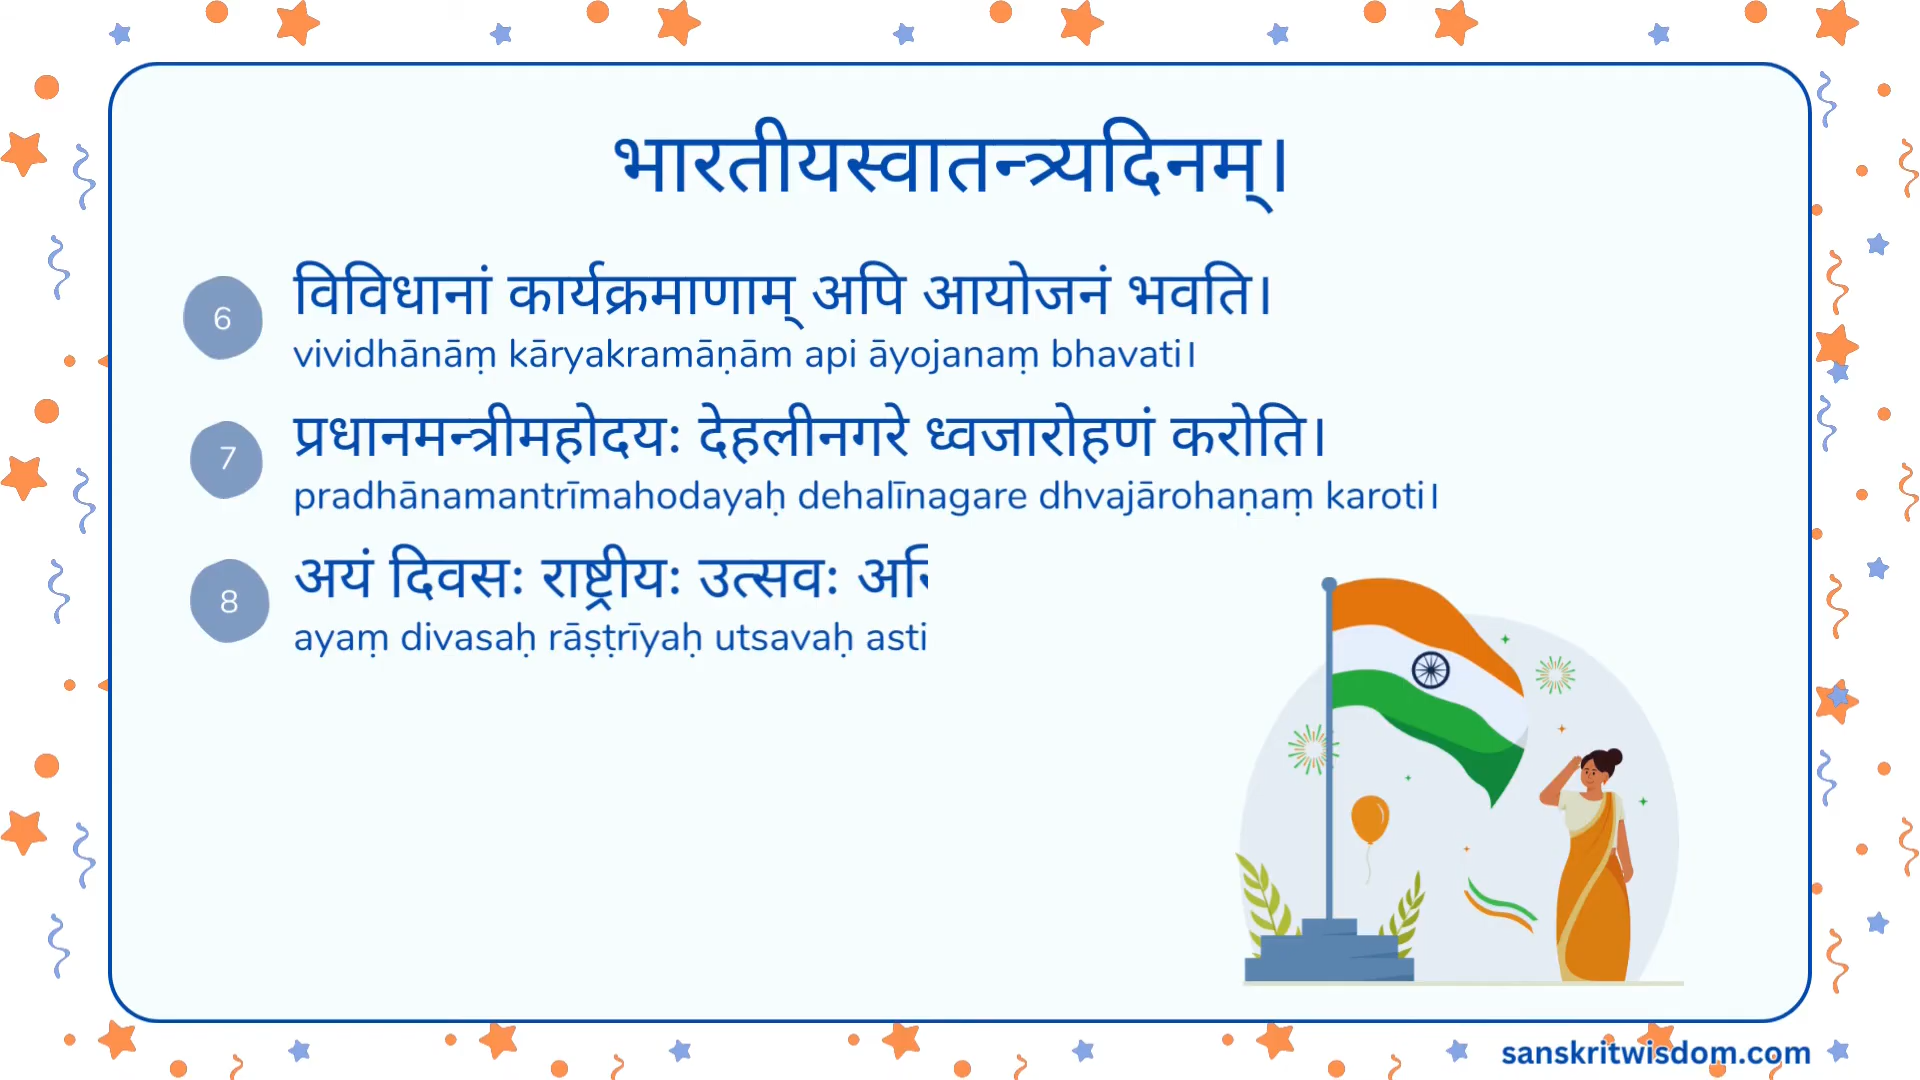 भारतीयस्वातन्त्र्यदिनम्।
6
विविधानां कार्यक्रमाणाम् अपि आयोजनं भवति।
vividhānāṃ kāryakramāṇām api āyojanaṃ bhavati।
7
प्रधानमन्त्रीमहोदयः देहलीनगरे ध्वजारोहणं करोति।
pradhānamantrīmahodayaḥ dehalīnagare dhvajārohaṇaṃ karoti।
8
अयं दिवसः राष्ट्रीयः उत्सवः
ayaṃ divasaḥ rāṣṭrīyaḥ utsavaḥ asti
sanskritwisdom.com